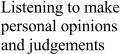 Listening to make
personal opinions
and judgements